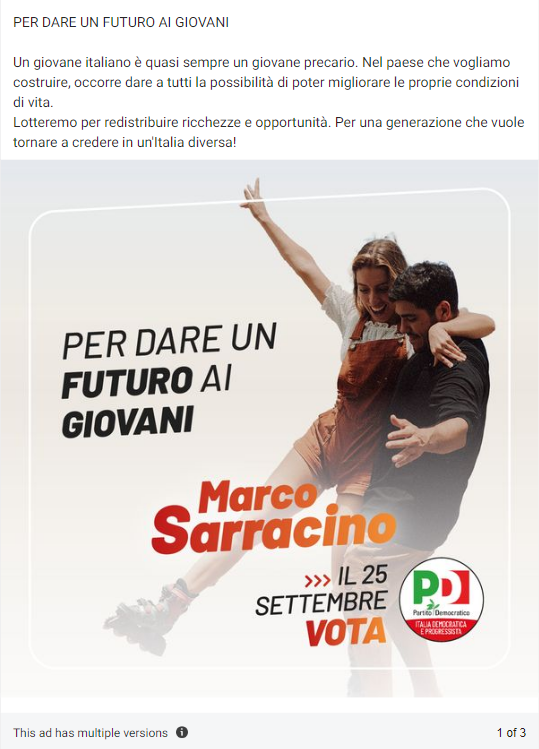 PER DARE UN FUTURO AI GIOVANI
Un giovane italiano è quasi sempre un giovane precario. Nel paese che vogliamo
costruire, occorre dare a tutti la possibilità di poter migliorare le proprie condizioni
di vita.
Lotteremo per redistribuire ricchezze e opportunità. Per una generazione che vuole
tornare a credere in un'Italia diversa!
PER DARE UN
FUTURO AI
GIOVANI
Marco
Sarracino
>>> IL 25
SETTEMBRE
VOTA
PD
Partito Democratico
ITALIA DEMOCRATICA
E PROGRESSISTA
This ad has multiple versions
1 of 3